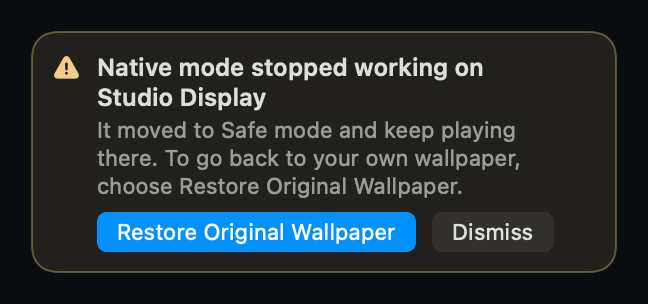 Native mode stopped working on
Studio Display
It moved to Safe mode and keep playing
there. To go back to your own wallpaper,
choose Restore Original Wallpaper.
Restore Original Wallpaper
Dismiss